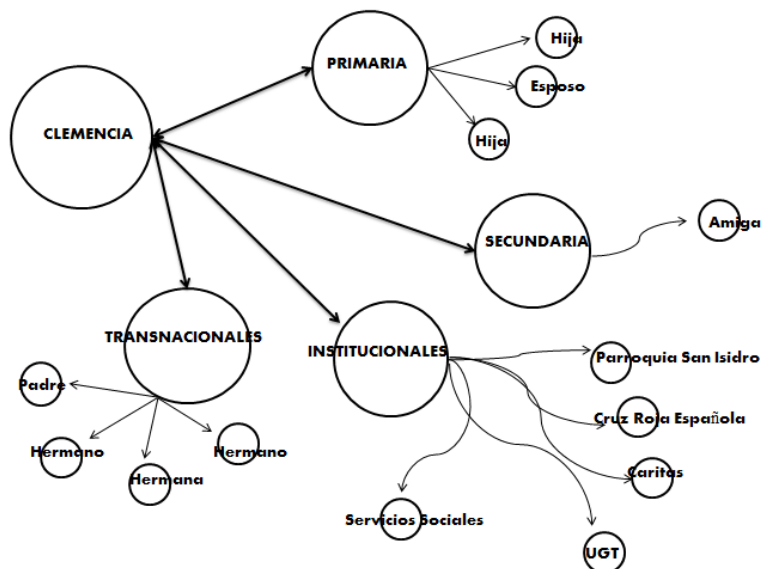 Hija
PRIMARIA
Esposo
CLEMENCIA
Hija
Amiga
SECUNDARIA
TRANSNACIONALES
INSTITUCIONALES
Parroquia San Isidro
Padre
Cruz Roja Española
Hermano
Hermano
Hermana
Caritas
Servicios Sociales
UGT